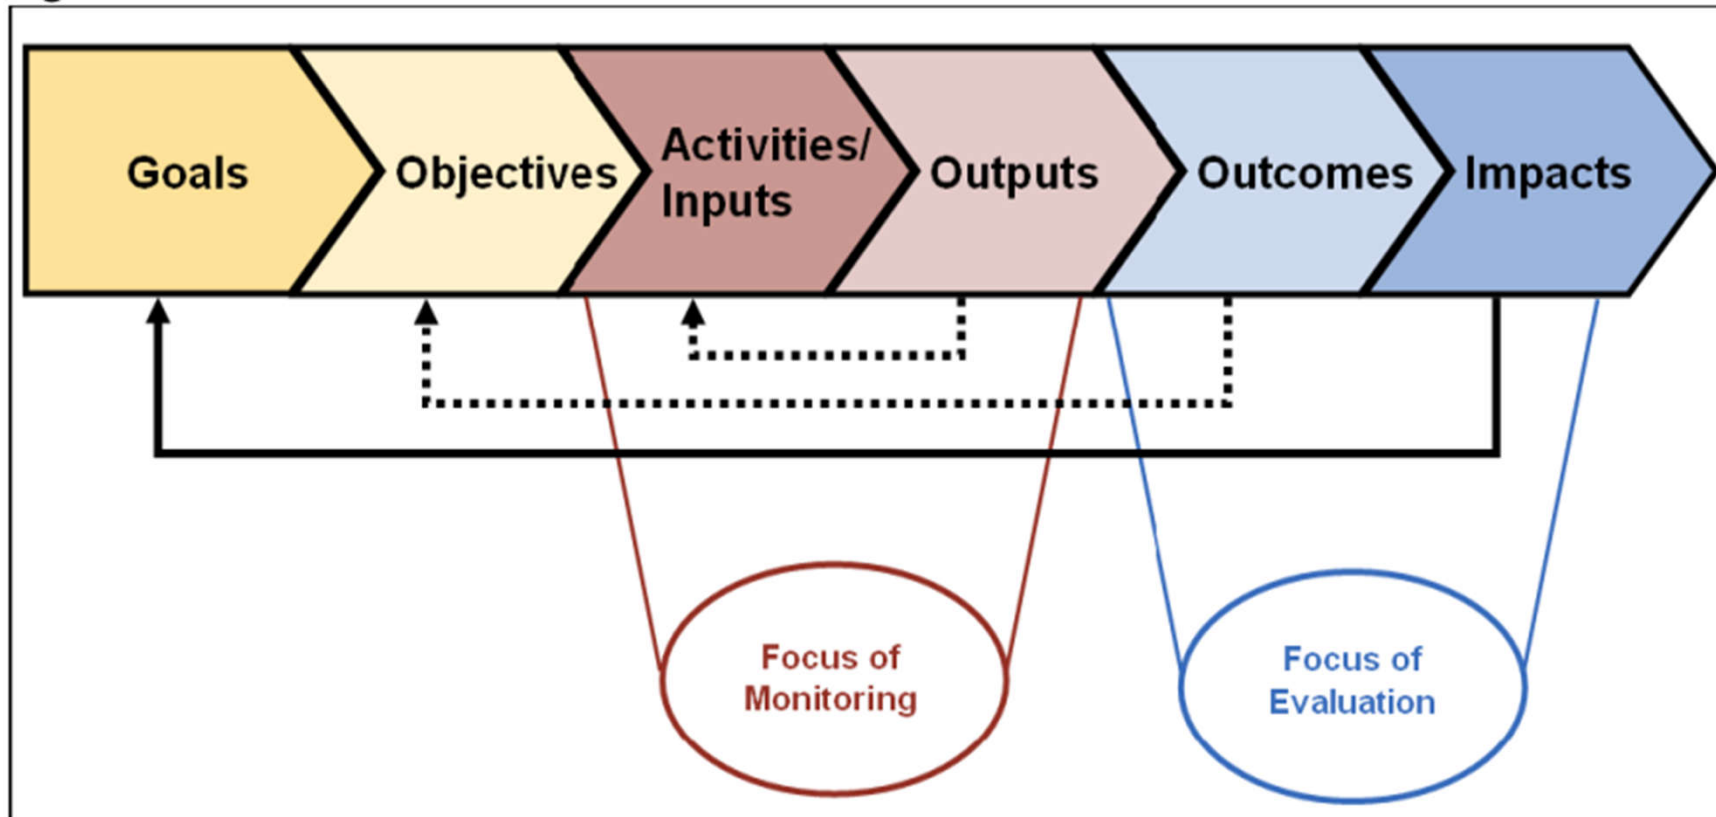 Goals
Objectives
Activities/
Inputs
Outputs
Outcomes
Impacts
Focus of
Monitoring
Focus of
Evaluation